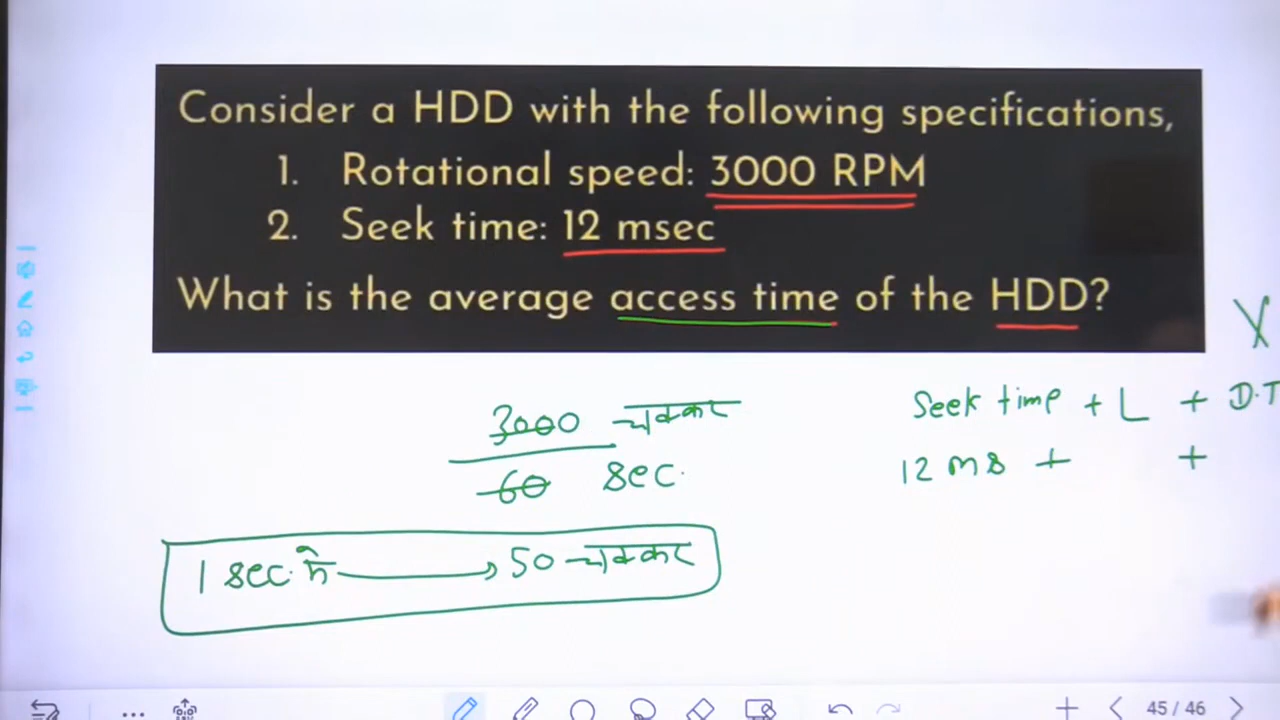 Consider a HDD with the following specifications,
1. Rotational speed: 3000 RPM
2. Seek time: 12 msec
What is the average access time of the HDD?
3000 चक्कर
60 sec.
1 sec. में → 50 चक्कर
Seek time + L + D.T
12 ms + +
45 / 46